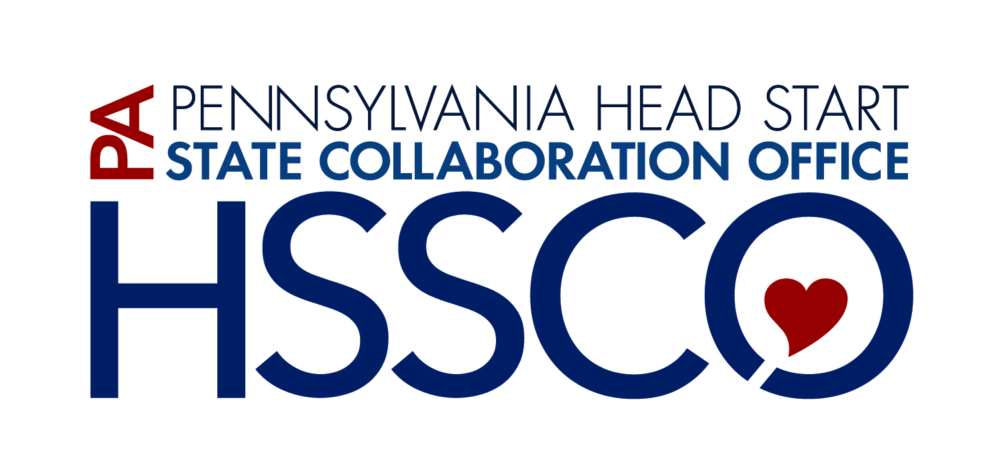 PA
PENNSYLVANIA HEAD START
STATE COLLABORATION OFFICE
HSSCO